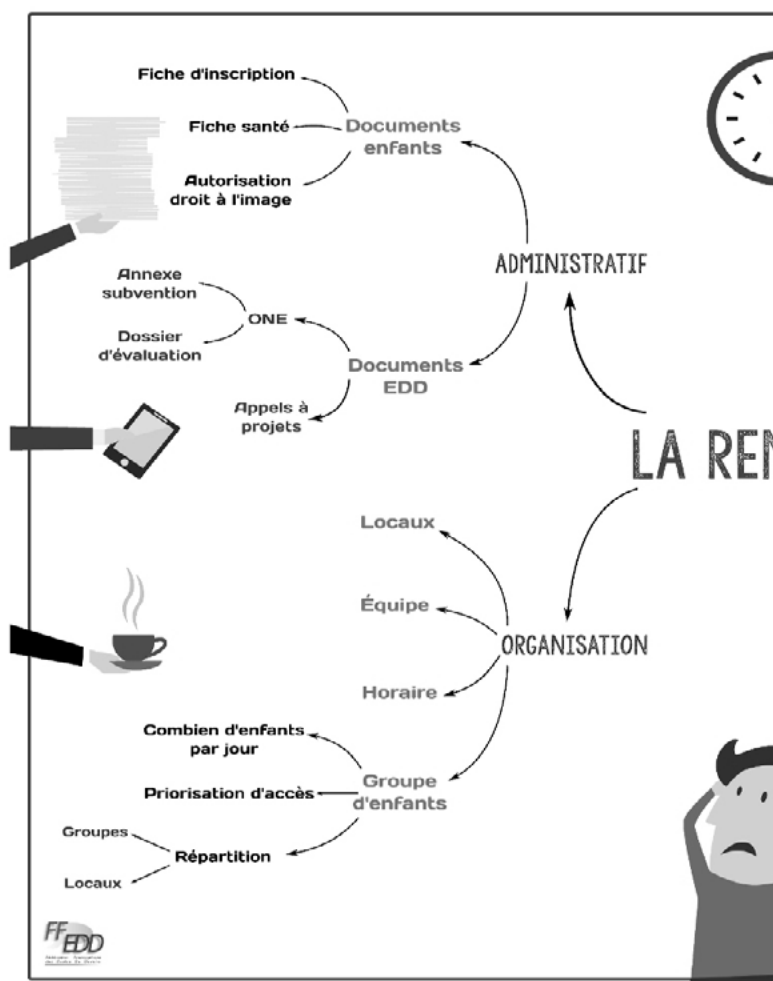 Fiche d'inscription
Fiche santé
Autorisation
droit à l'image
Documents
enfants
ADMINISTRATIF
Annexe
subvention
ONE
Dossier
d'évaluation
Documents
EDD
Appels à
projets
LA REN
Locaux
Équipe
ORGANISATION
Horaire
Combien d'enfants
par jour
Priorisation d'accès
Groupe
d'enfants
Groupes
Répartition
Locaux
FFEDD